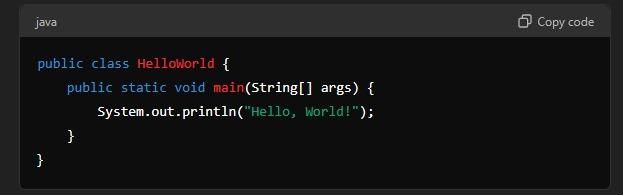 java Copy code
public class HelloWorld {
    public static void main(String[] args) {
        System.out.println("Hello, World!");
    }
}